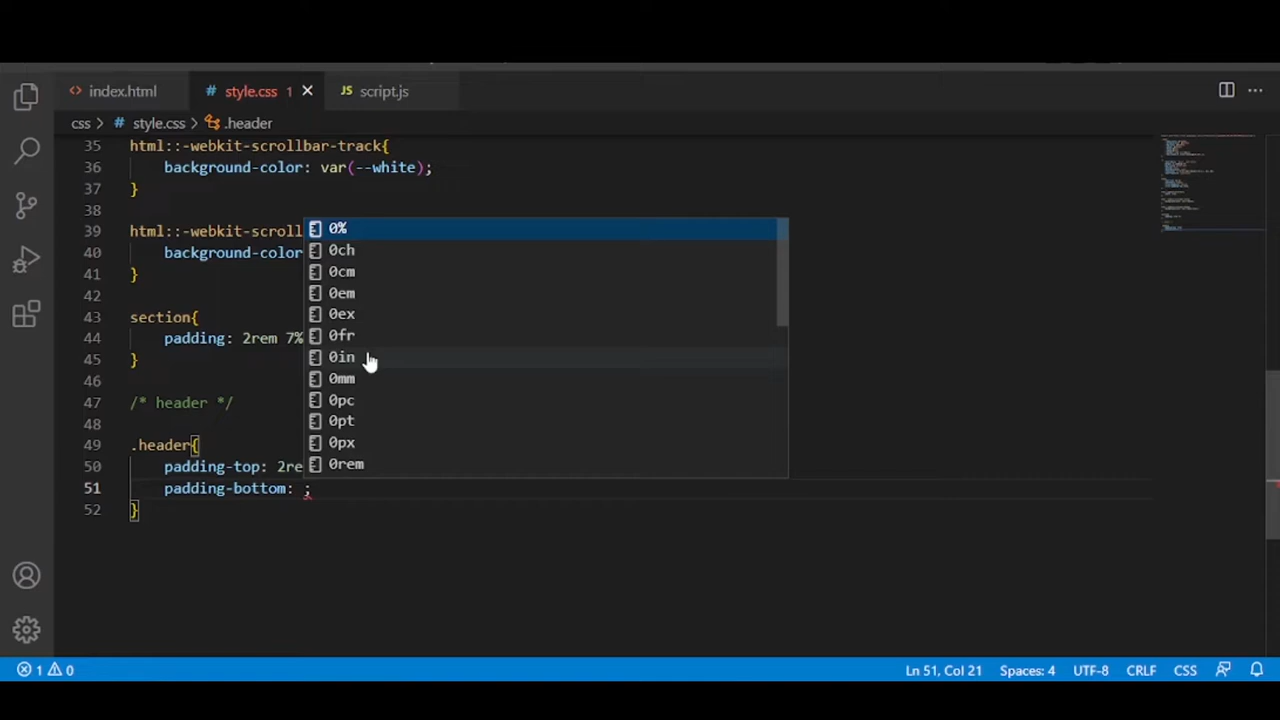 <> index.html # style.css 1 × JS script.js ...
css > # style.css > .header
35 html::-webkit-scrollbar-track{
36 background-color: var(--white);
37 }
38
39 html::-webkit-scroll
40 background-color
41 }
42
43 section{
44 padding: 2rem 7%
45 }
46
47 /* header */
48
49 .header{
50 padding-top: 2re
51 padding-bottom: ;
52 }
0%
0ch
0cm
0em
0ex
0fr
0in
0mm
0pc
0pt
0px
0rem
1 0 Ln 51, Col 21 Spaces: 4 UTF-8 CRLF CSS